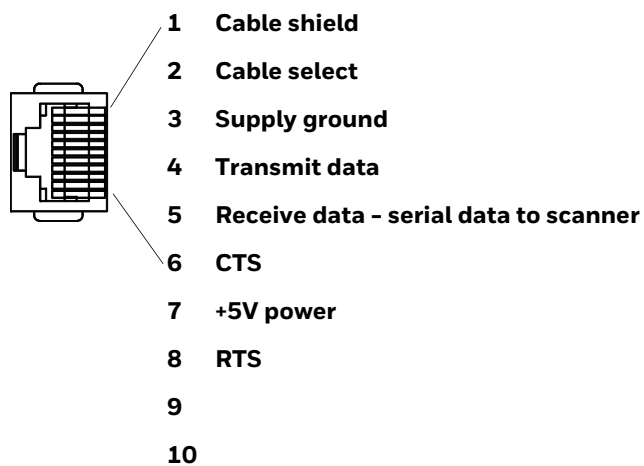 1 Cable shield
2 Cable select
3 Supply ground
4 Transmit data
5 Receive data - serial data to scanner
6 CTS
7 +5V power
8 RTS
9
10